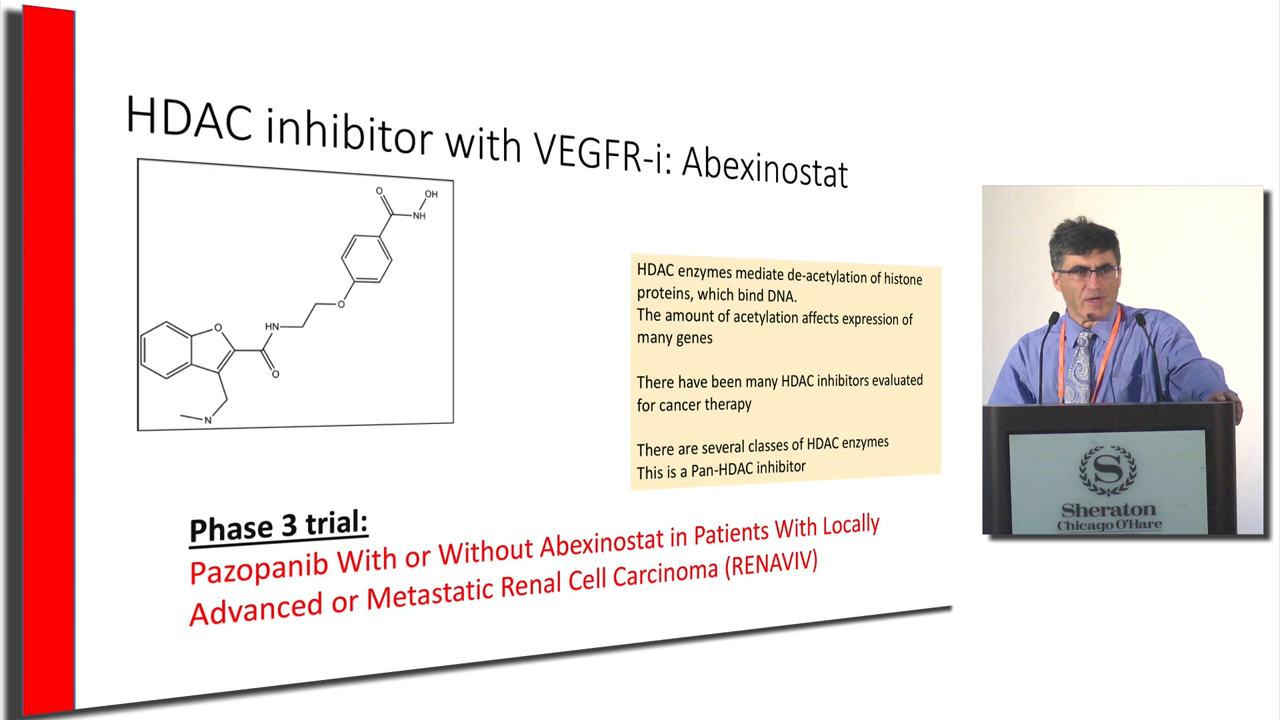 HDAC inhibitor with VEGFR-i: Abexinostat
O
OH
NH
O
HN
O
O
N
HDAC enzymes mediate de-acetylation of histone
proteins, which bind DNA.
The amount of acetylation affects expression of
many genes
There have been many HDAC inhibitors evaluated
for cancer therapy
There are several classes of HDAC enzymes
This is a Pan-HDAC inhibitor
Phase 3 trial:
Pazopanib With or Without Abexinostat in Patients With Locally
Advanced or Metastatic Renal Cell Carcinoma (RENAVIV)
S
Sheraton
Chicago O'Hare